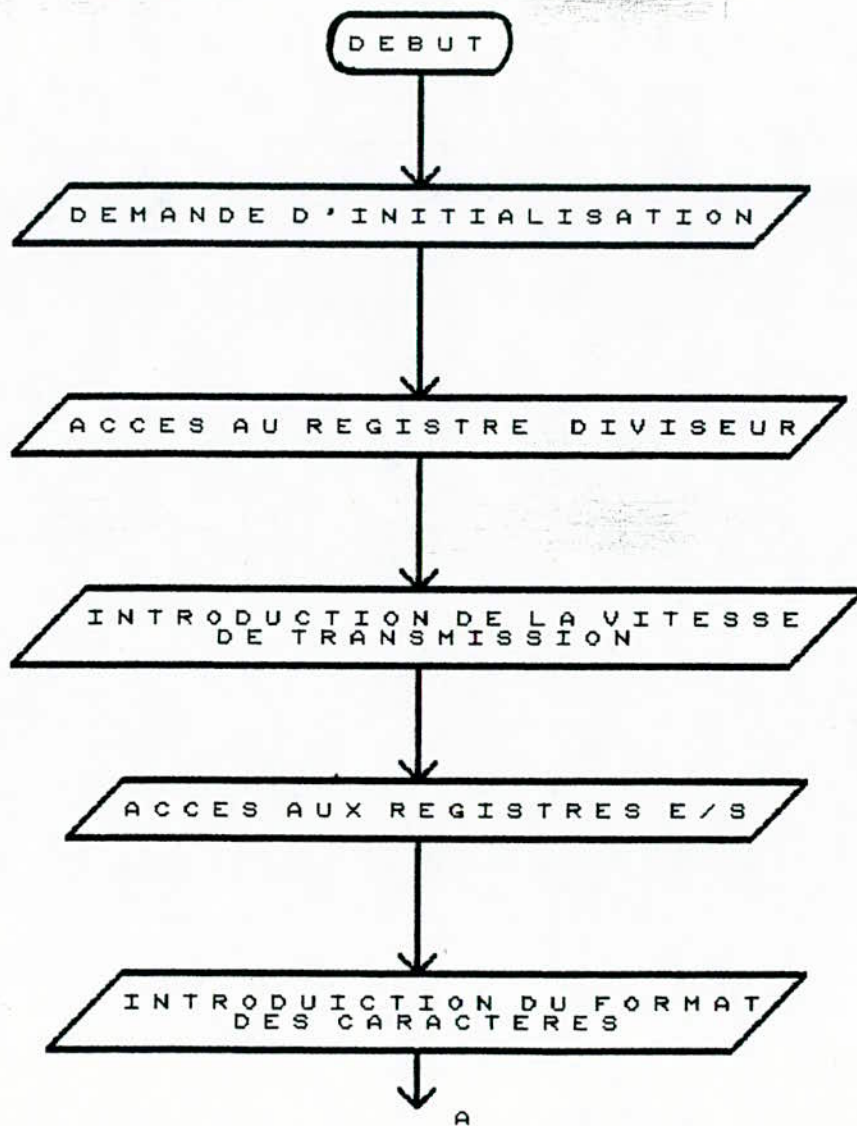 DEBUT
DEMANDE D'INITIALISATION
ACCES AU REGISTRE DIVISEUR
INTRODUCTION DE LA VITESSE
DE TRANSMISSION
ACCES AUX REGISTRES E/S
INTRODUICTION DU FORMAT
DES CARACTERES
A